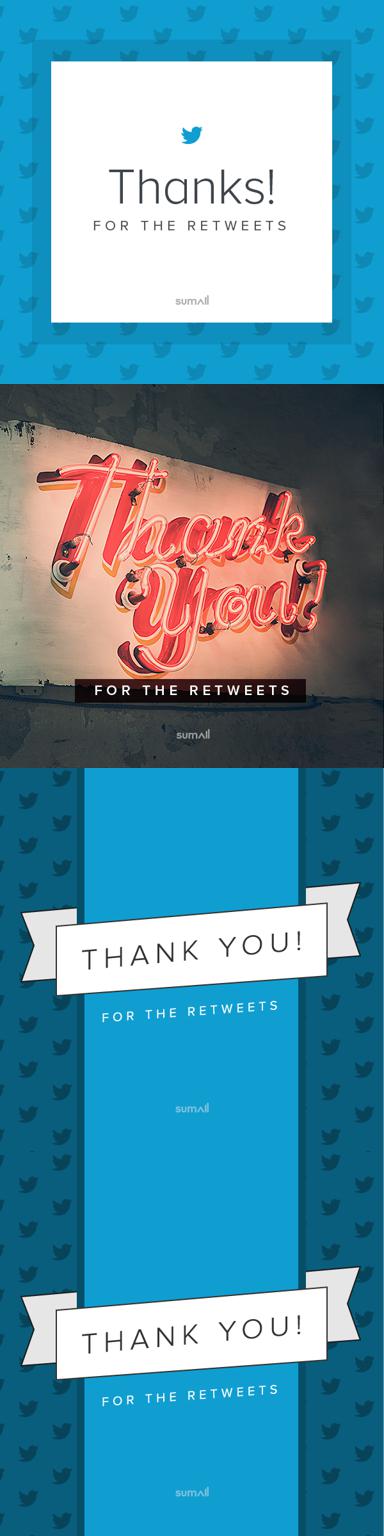 Thanks!
FOR THE RETWEETS
sumall
Thank
You!
FOR THE RETWEETS
sumall
THANK YOU!
FOR THE RETWEETS
sumall
THANK YOU!
FOR THE RETWEETS
sumall